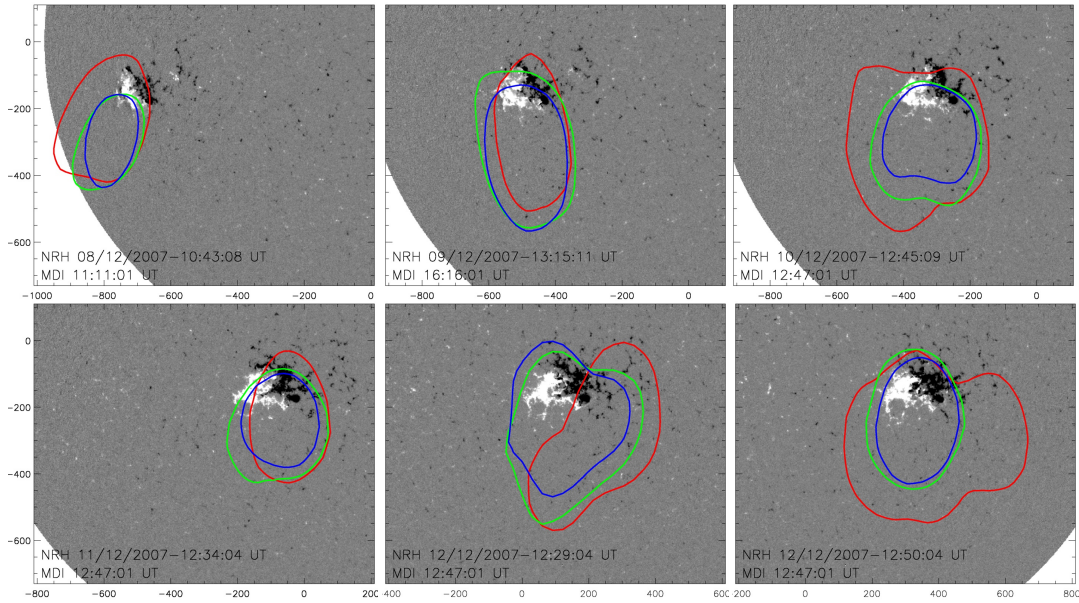 0
−200
−400
−600
NRH 08/12/2007−10:43:08 UT
MDI 11:11:01 UT
−1000 −800 −600 −400 −200 0
NRH 09/12/2007−13:15:11 UT
MDI 16:16:01 UT
−800 −600 −400 −200 0
NRH 10/12/2007−12:45:09 UT
MDI 12:47:01 UT
−800 −600 −400 −200 0
0
−200
−400
−600
NRH 11/12/2007−12:34:04 UT
MDI 12:47:01 UT
−800 −600 −400 −200 0 200
NRH 12/12/2007−12:29:04 UT
MDI 12:47:01 UT
−400 −200 0 200 400 600
NRH 12/12/2007−12:50:04 UT
MDI 12:47:01 UT
−200 0 200 400 600 800